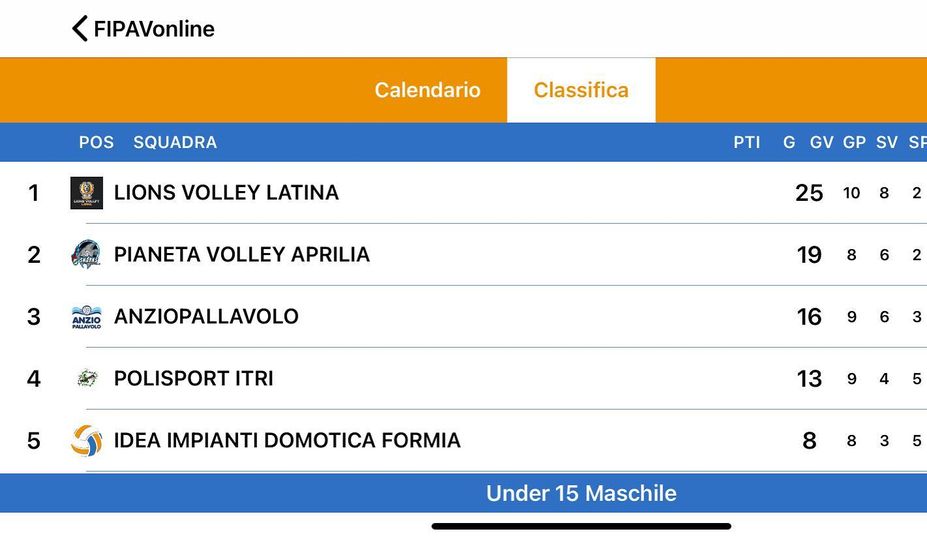 FIPAVonline
Calendario Classifica
POS SQUADRA PTI G GV GP SV SP
1 LIONS VOLLEY LATINA 25 10 8 2
2 PIANETA VOLLEY APRILIA 19 8 6 2
3 ANZIO PALLAVOLO ANZIOPALLAVOLO 16 9 6 3
4 POLISPORT ITRI 13 9 4 5
5 IDEA IMPIANTI DOMOTICA FORMIA 8 8 3 5
Under 15 Maschile